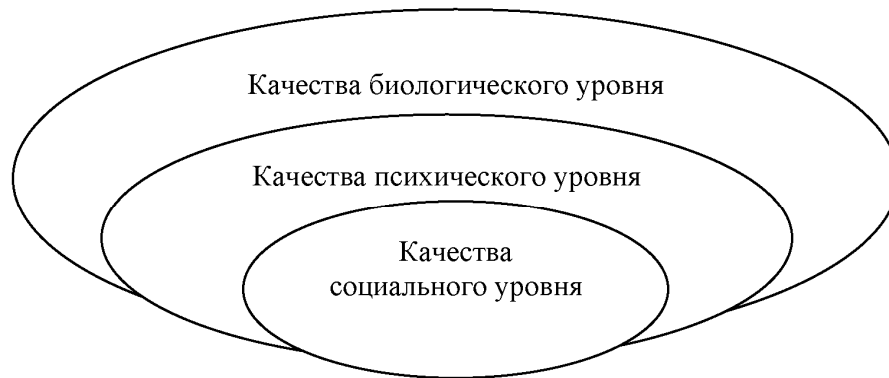 Качества биологического уровня
Качества психического уровня
Качества
социального уровня